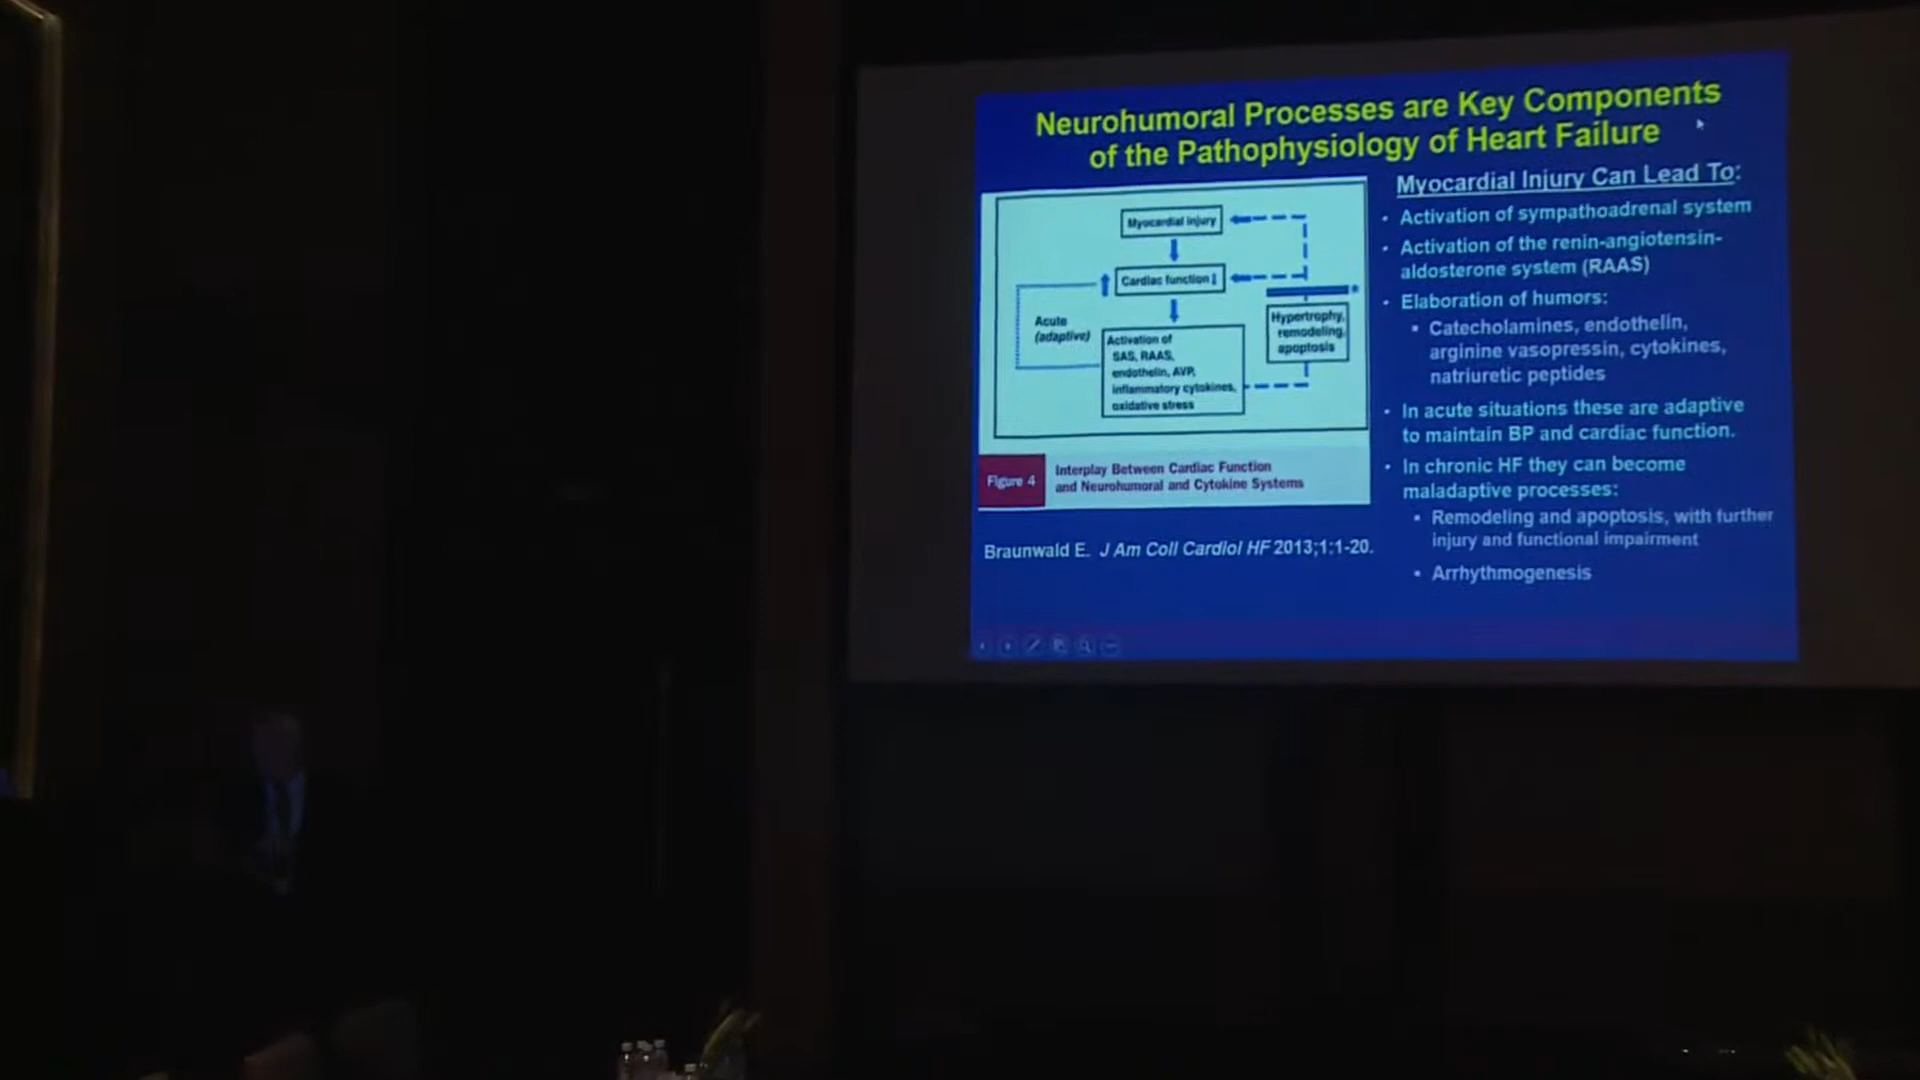 Neurohumoral Processes are Key Components
of the Pathophysiology of Heart Failure
Myocardial injury
Cardiac function↓
Acute
(adaptive)
Activation of
SAS, RAAS,
endothelin, AVP,
inflammatory cytokines,
oxidative stress
Hypertrophy,
remodeling,
apoptosis
Figure 4
Interplay Between Cardiac Function
and Neurohumoral and Cytokine Systems
Braunwald E. J Am Coll Cardiol HF 2013;1:1-20.
Myocardial Injury Can Lead To:
• Activation of sympathoadrenal system
• Activation of the renin-angiotensin-
aldosterone system (RAAS)
• Elaboration of humors:
▪ Catecholamines, endothelin,
arginine vasopressin, cytokines,
natriuretic peptides
• In acute situations these are adaptive
to maintain BP and cardiac function.
• In chronic HF they can become
maladaptive processes:
▪ Remodeling and apoptosis, with further
injury and functional impairment
▪ Arrhythmogenesis